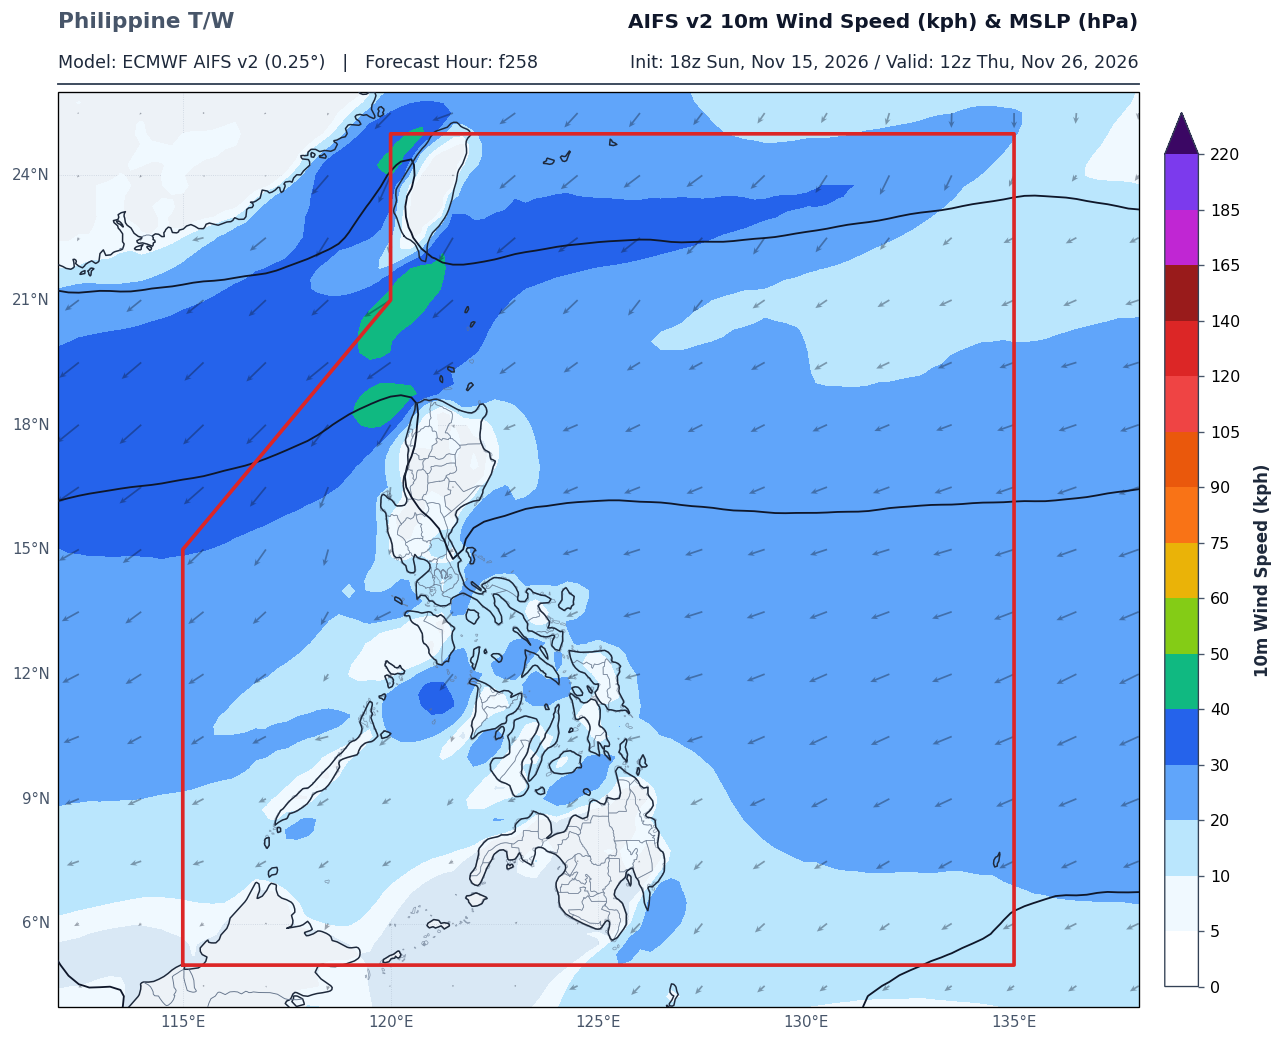 Philippine T/W
AIFS v2 10m Wind Speed (kph) & MSLP (hPa)
Model: ECMWF AIFS v2 (0.25°) | Forecast Hour: f258
Init: 18z Sun, Nov 15, 2026 / Valid: 12z Thu, Nov 26, 2026
24°N
21°N
18°N
15°N
12°N
9°N
6°N
115°E
120°E
125°E
130°E
135°E
220
185
165
140
120
105
90
75
60
50
40
30
20
10
5
0
10m Wind Speed (kph)